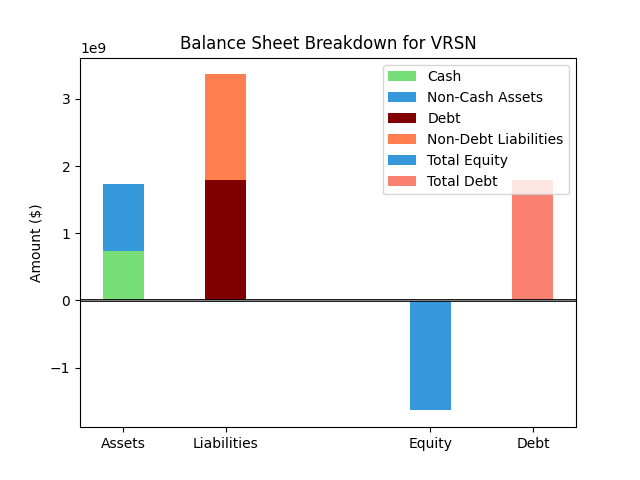 Balance Sheet Breakdown for VRSN
1e9
Cash
Non-Cash Assets
Debt
Non-Debt Liabilities
Total Equity
Total Debt
Amount ($)
3
2
1
0
−1
Assets Liabilities Equity Debt